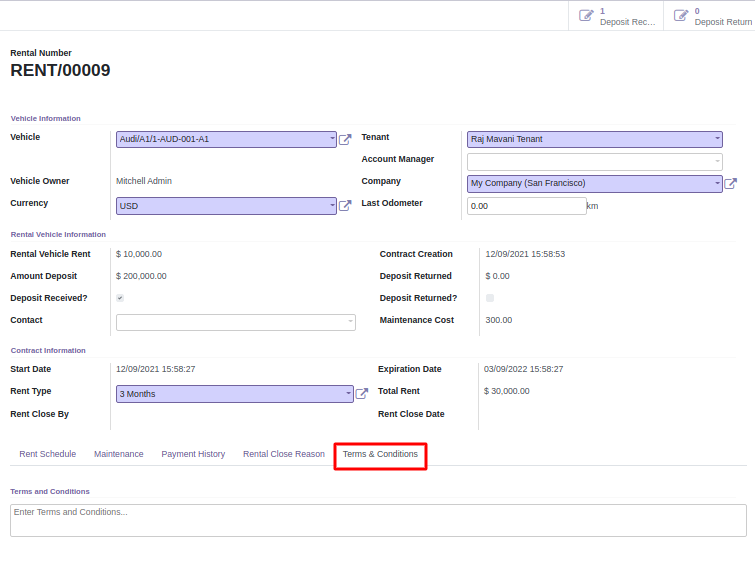 1
Deposit Rec...
0
Deposit Return
Rental Number
RENT/00009
Vehicle Information
Vehicle Audi/A1/1-AUD-001-A1 Tenant Raj Mavani Tenant
Account Manager
Vehicle Owner Mitchell Admin Company My Company (San Francisco)
Currency USD Last Odometer 0.00 km
Rental Vehicle Information
Rental Vehicle Rent $ 10,000.00 Contract Creation 12/09/2021 15:58:53
Amount Deposit $ 200,000.00 Deposit Returned $ 0.00
Deposit Received? Deposit Returned?
Contact Maintenance Cost 300.00
Contract Information
Start Date 12/09/2021 15:58:27 Expiration Date 03/09/2022 15:58:27
Rent Type 3 Months Total Rent $ 30,000.00
Rent Close By Rent Close Date
Rent Schedule Maintenance Payment History Rental Close Reason Terms & Conditions
Terms and Conditions
Enter Terms and Conditions...